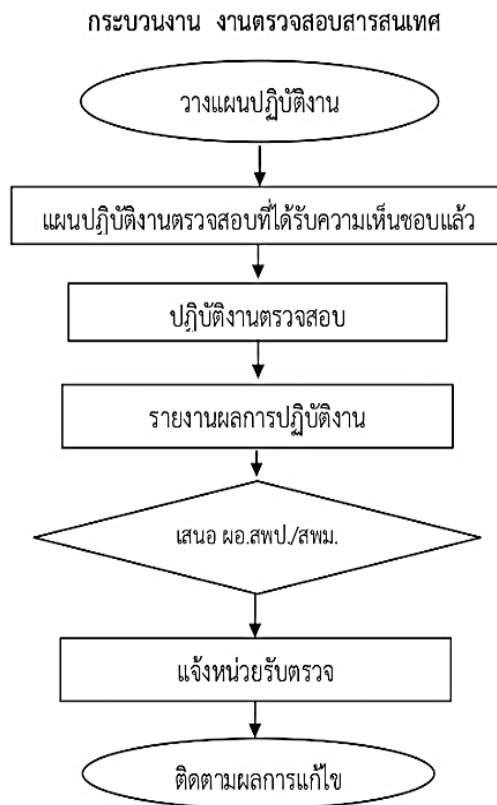 กระบวนงาน งานตรวจสอบสารสนเทศ
วางแผนปฏิบัติงาน
แผนปฏิบัติงานตรวจสอบที่ได้รับความเห็นชอบแล้ว
ปฏิบัติงานตรวจสอบ
รายงานผลการปฏิบัติงาน
เสนอ ผอ.สพป./สพม.
แจ้งหน่วยรับตรวจ
ติดตามผลการแก้ไข